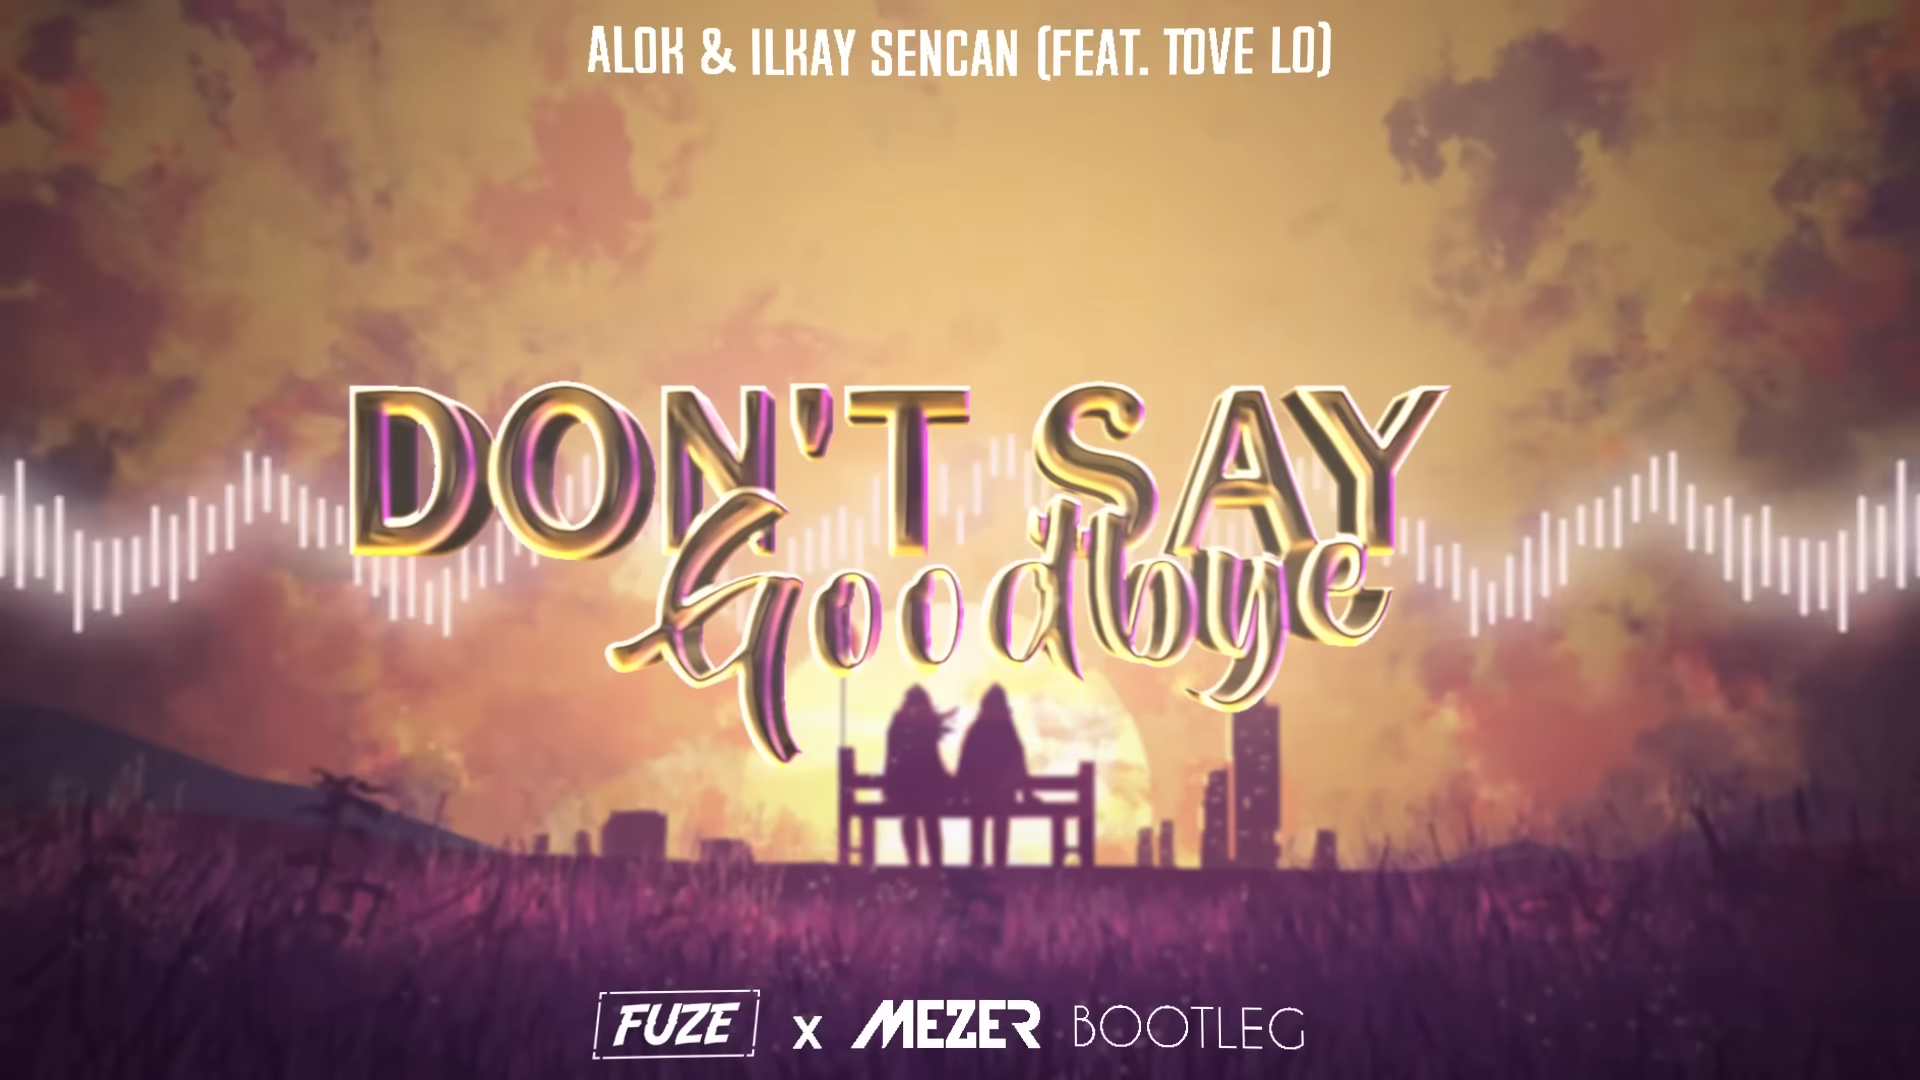 ALOK & ILKAY SENCAN (FEAT. TOVE LO)
DON'T SAY
Goodbye
FUZE x MEZER BOOTLEG